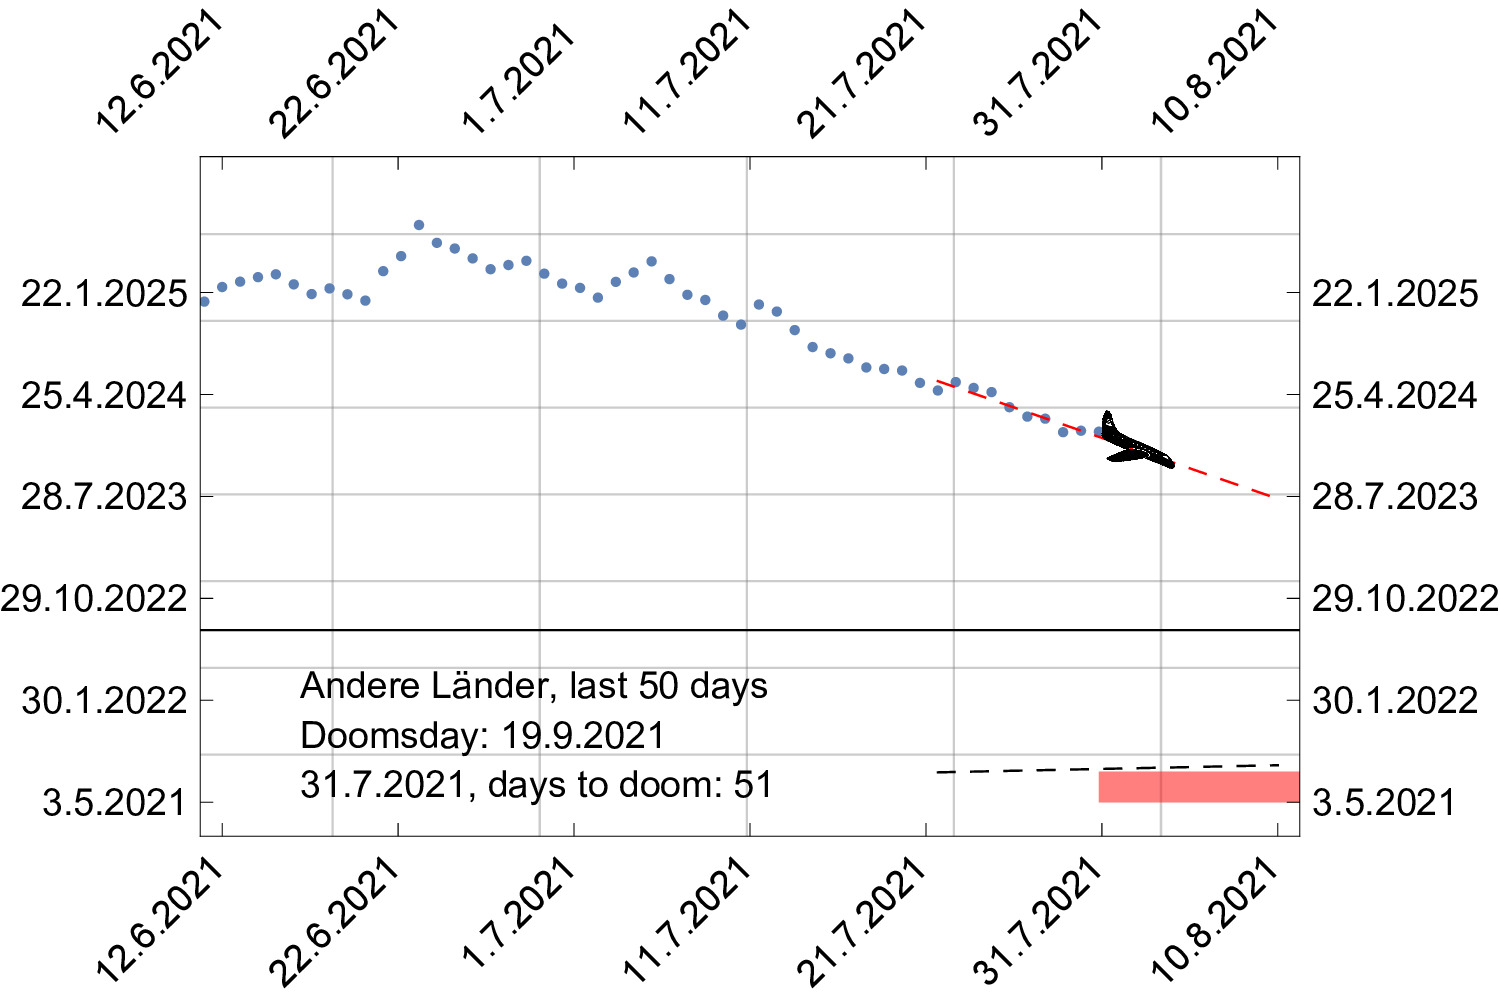 12.6.2021 22.6.2021 1.7.2021 11.7.2021 21.7.2021 31.7.2021 10.8.2021
22.1.2025 22.1.2025
25.4.2024 25.4.2024
28.7.2023 28.7.2023
29.10.2022 29.10.2022
Andere Länder, last 50 days
30.1.2022 30.1.2022
Doomsday: 19.9.2021
31.7.2021, days to doom: 51
3.5.2021 3.5.2021
12.6.2021 22.6.2021 1.7.2021 11.7.2021 21.7.2021 31.7.2021 10.8.2021